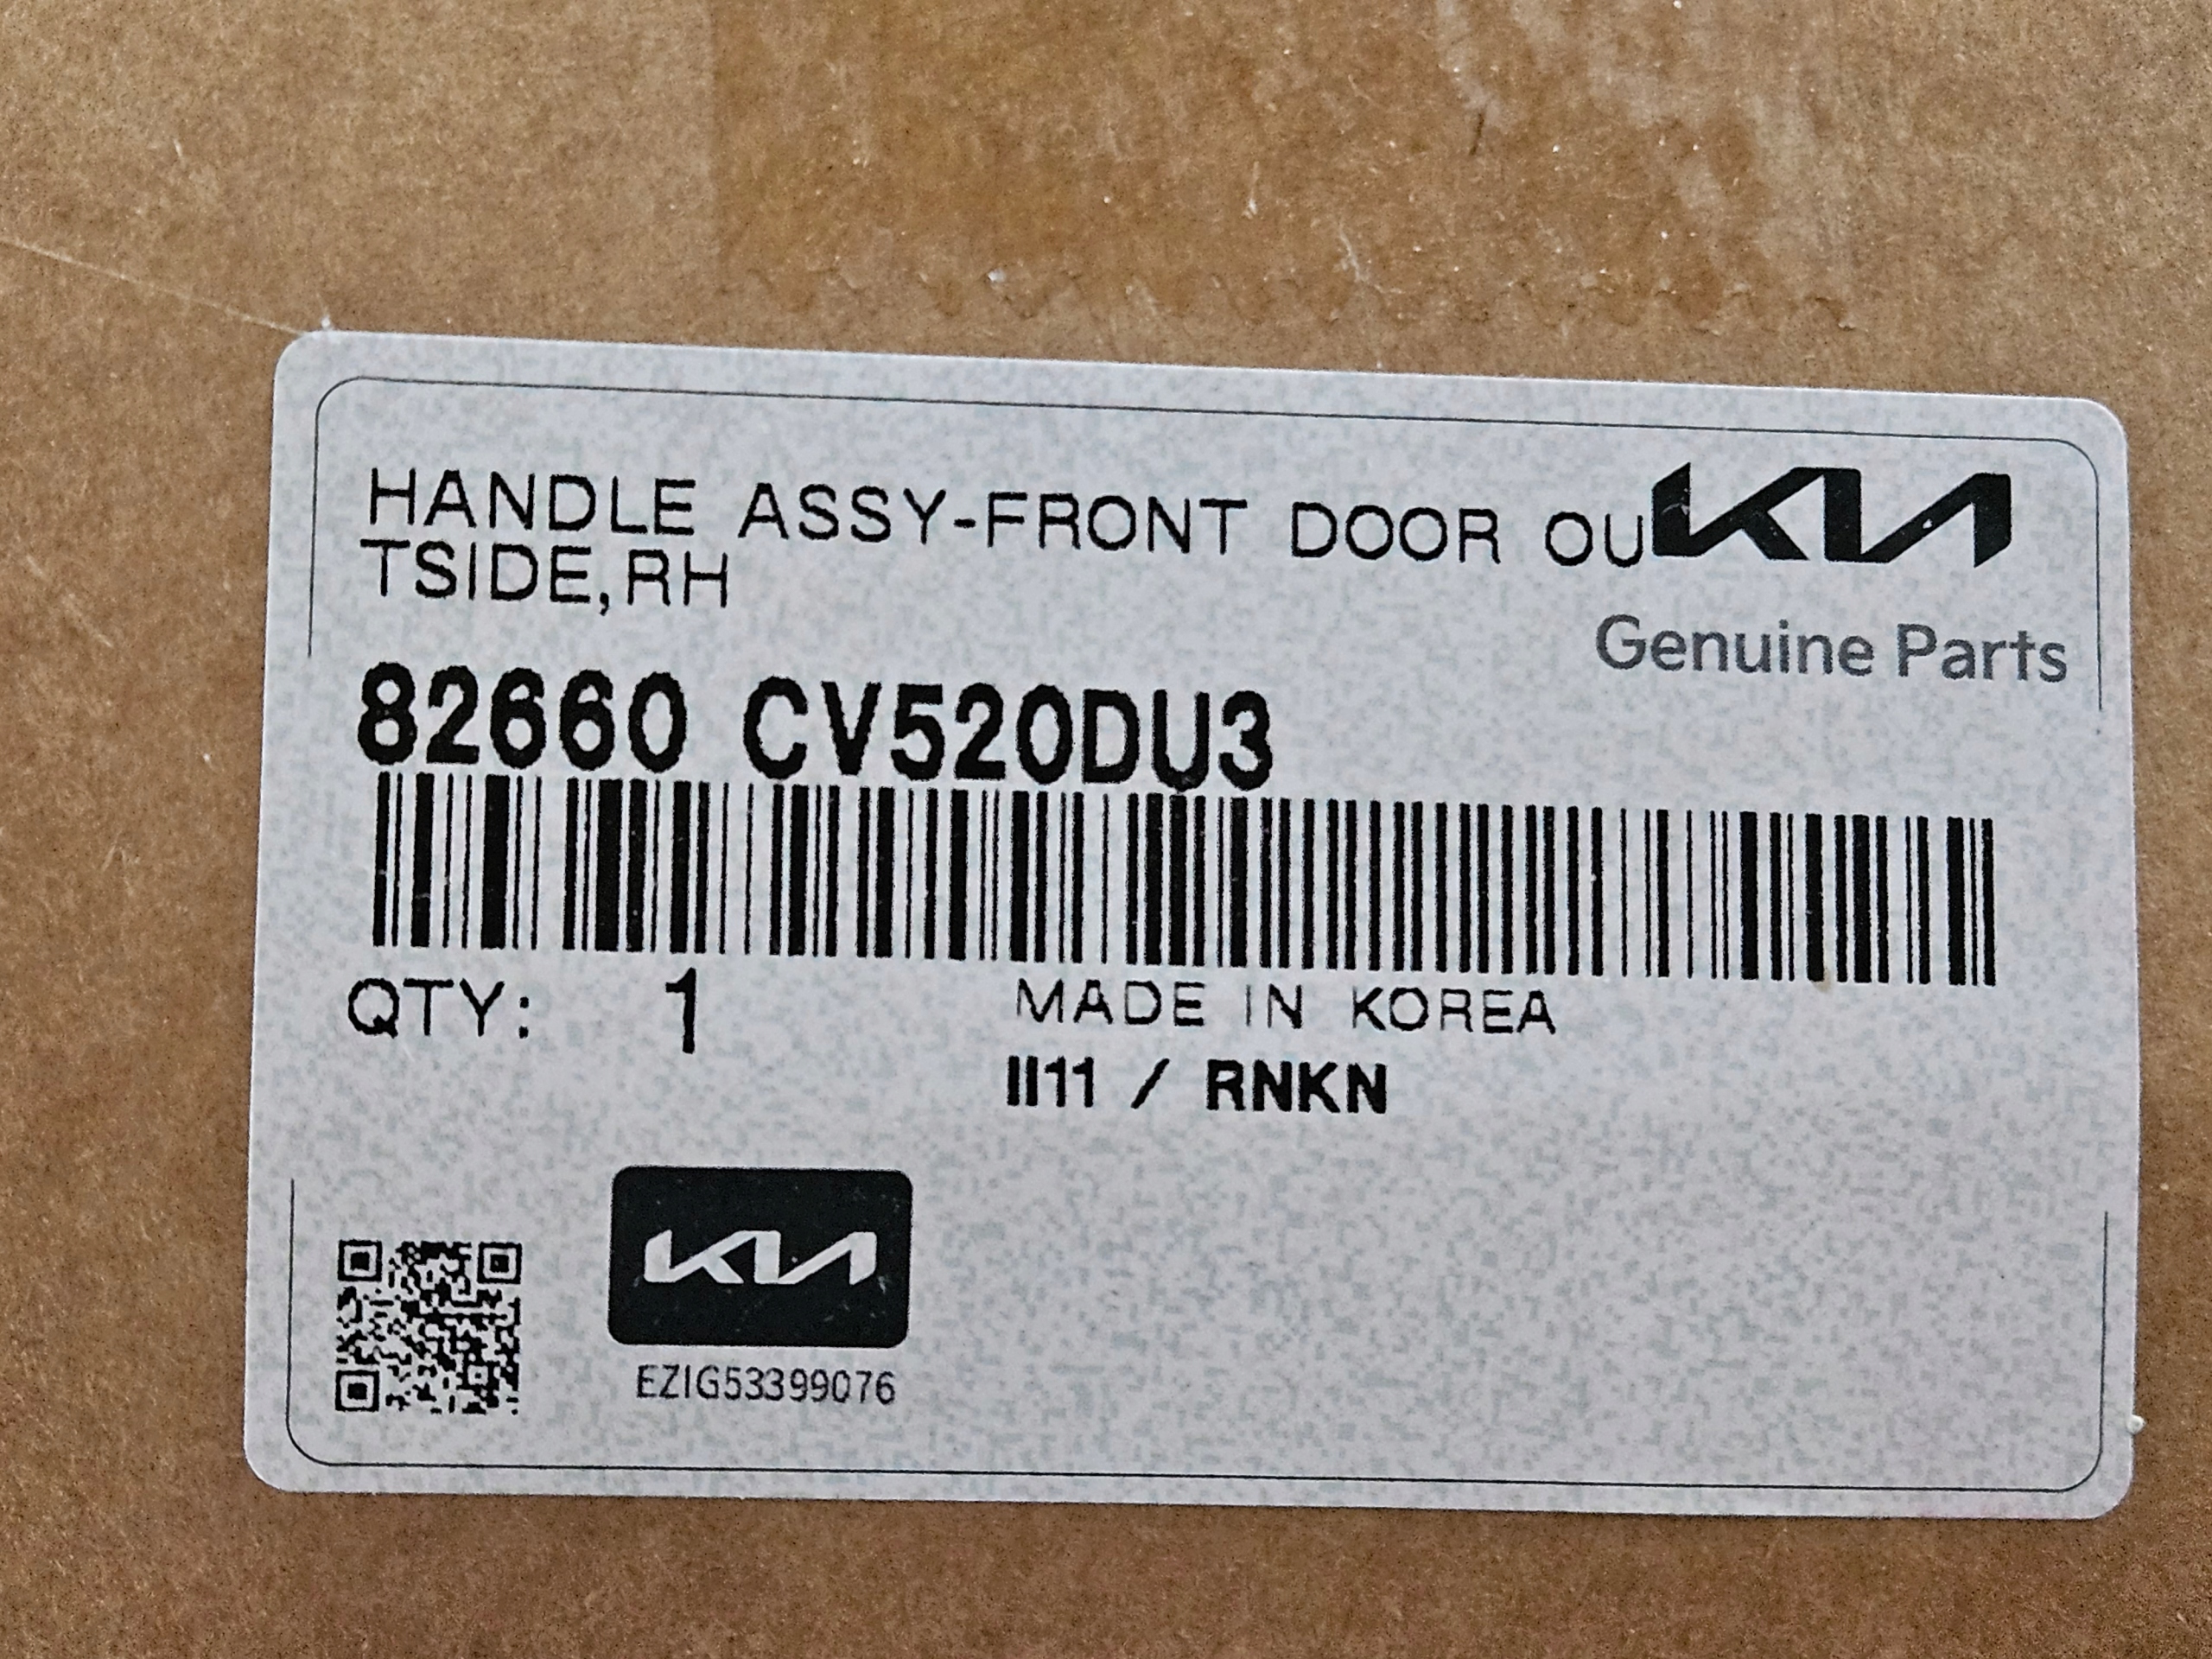 HANDLE ASSY-FRONT DOOR OU
TSIDE,RH
KIA
Genuine Parts
82660 CV520DU3
QTY: 1
MADE IN KOREA
II11 / RNKN
KIA
EZIG53399076